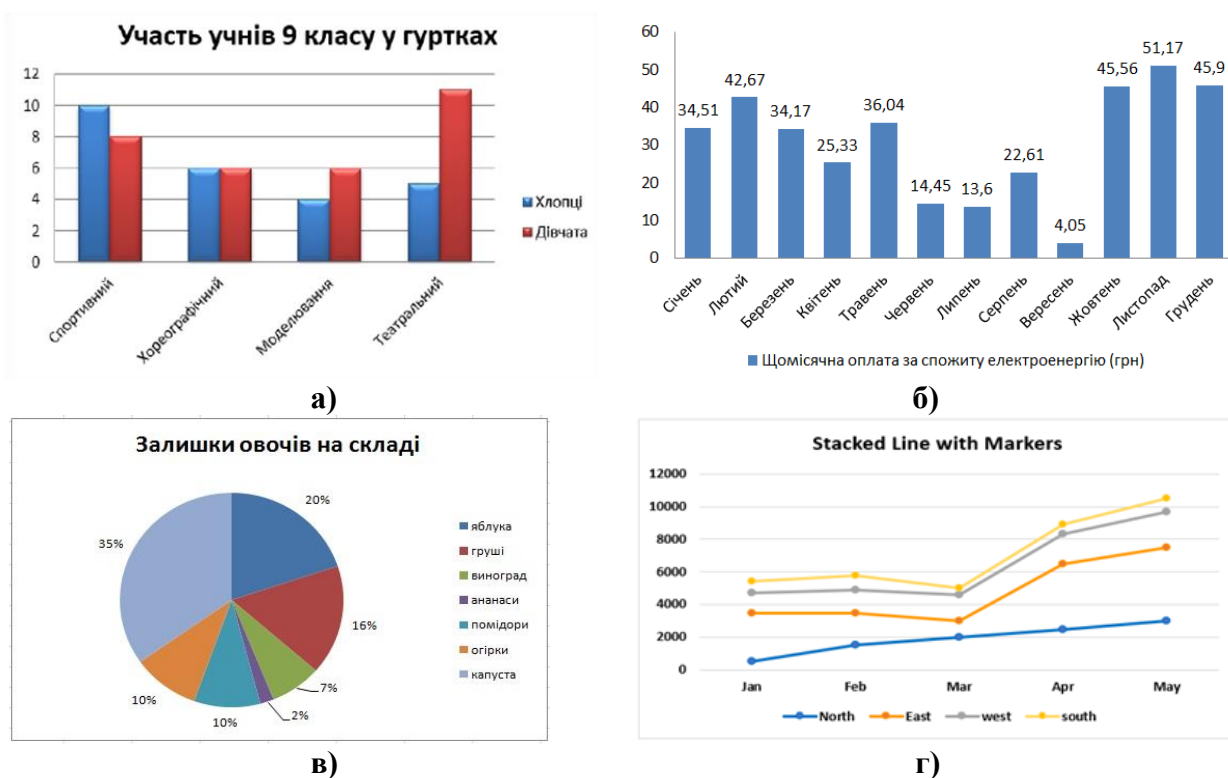 Участь учнів 9 класу у гуртках
12
10
8
6
4
2
0
Спортивний
Хореографічний
Моделювання
Театральний
Хлопці
Дівчата
а)
60
50
40
30
20
10
0
34,51
42,67
34,17
25,33
36,04
14,45
13,6
22,61
4,05
45,56
51,17
45,9
Січень
Лютий
Березень
Квітень
Травень
Червень
Липень
Серпень
Вересень
Жовтень
Листопад
Грудень
Щомісячна оплата за спожиту електроенергію (грн)
б)
Залишки овочів на складі
20%
16%
7%
2%
10%
10%
35%
яблука
груші
виноград
ананаси
помідори
огірки
капуста
в)
Stacked Line with Markers
12000
10000
8000
6000
4000
2000
0
Jan Feb Mar Apr May
North East west south
г)